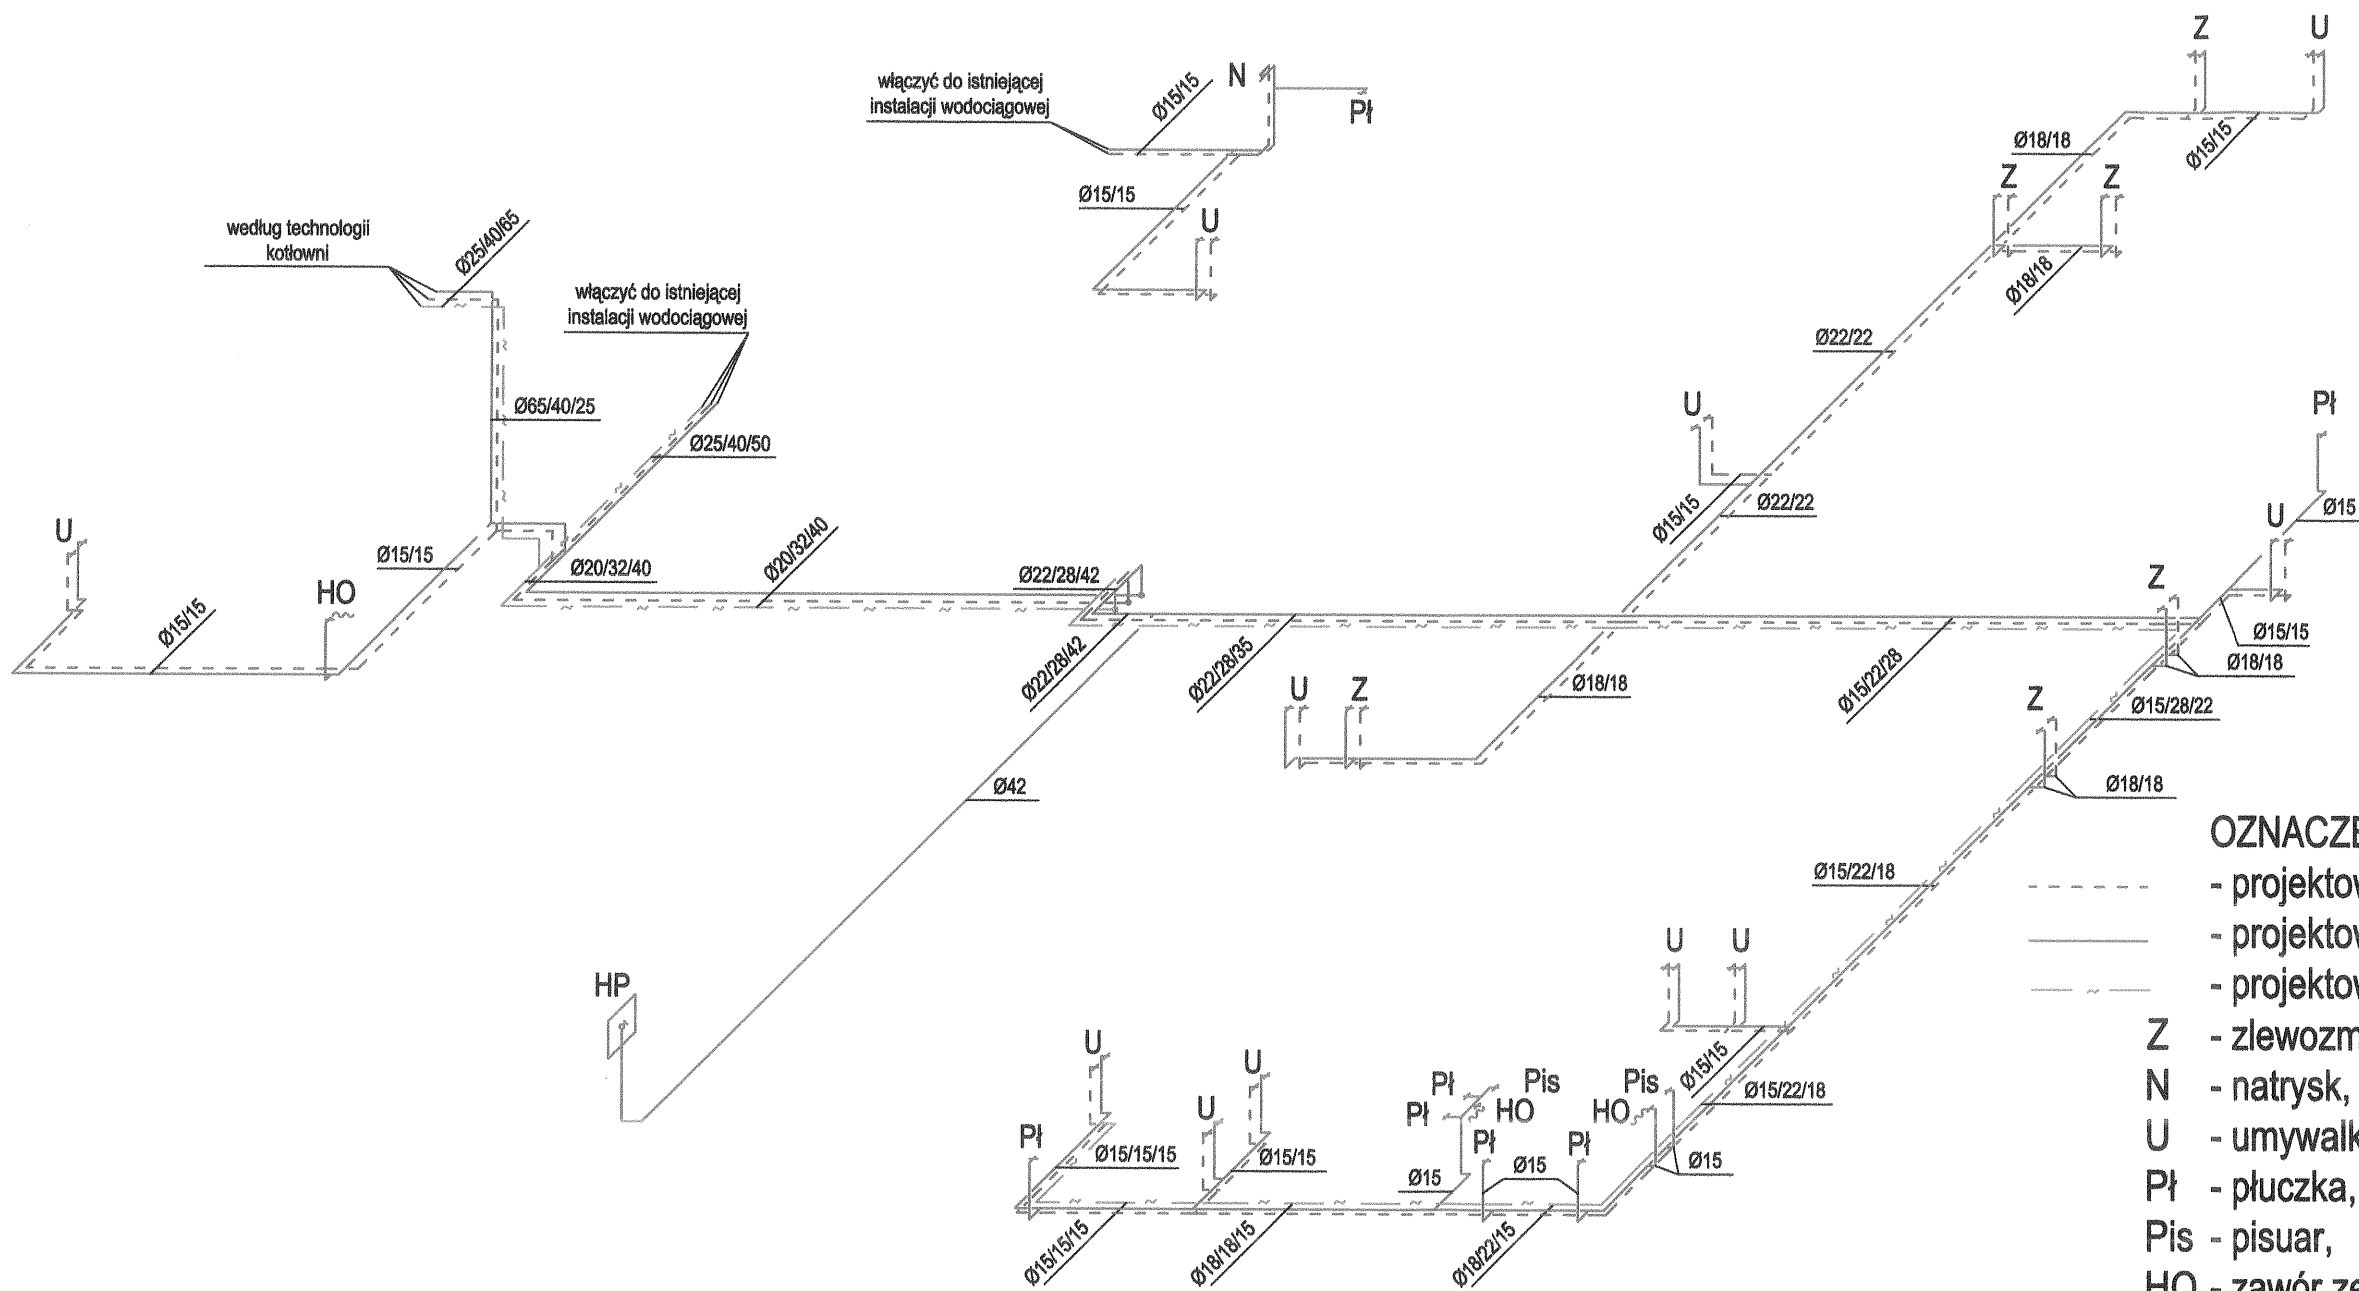 Z
U
włączyć do istniejącej
instalacji wodociągowej
Ø15/15
N
Pł
Ø18/18
Ø15/15
Z
Z
Ø15/15
U
według technologii
kotłowni
Ø25/40/65
Ø18/18
włączyć do istniejącej
instalacji wodociągowej
Ø22/22
Ø65/40/25
U
Pł
Ø25/40/50
Ø15/15
Ø22/22
U
Ø15
U
Ø15/15
Ø20/32/40
Ø20/32/40
Ø22/28/42
Z
HO
Ø15/15
Ø15/15
Ø18/18
Ø22/28/42
Ø22/28/35
U
Z
Ø18/18
Ø15/22/28
Z
Ø15/28/22
Ø42
Ø18/18
Ø15/22/18
HP
U
U
Ø15/15
Ø15/22/18
U
U
U
Pł
Pis
Pł
HO
Pis
HO
Pł
Pł
Pł
Ø15/15/15
Ø15/15
Ø15
Ø15
Ø15
Ø15/15/15
Ø18/18/15
Ø18/22/15
OZNACZE
- projektow
- projektow
- projektow
Z - zlewozm
N - natrysk,
U - umywalk
Pł - płuczka,
Pis - pisuar,
HO - zawór ze